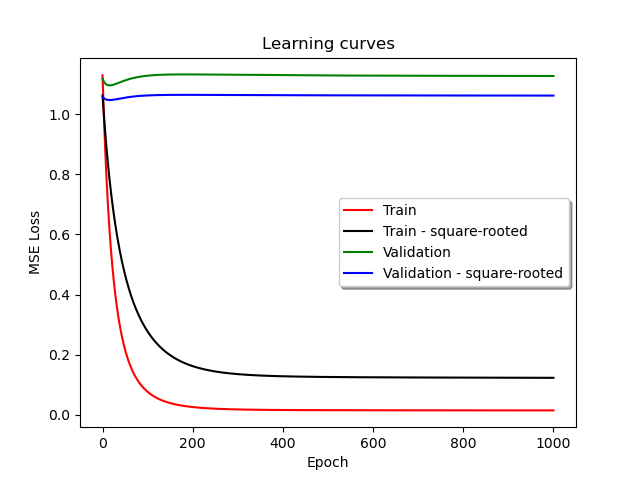 Learning curves
MSE Loss
1.0
0.8
0.6
0.4
0.2
0.0
Train
Train - square-rooted
Validation
Validation - square-rooted
0 200 400 600 800 1000
Epoch